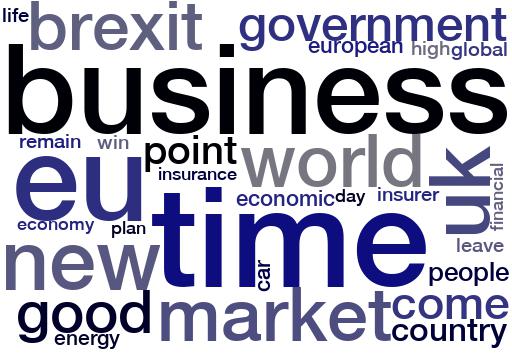 life brexit government
european high global
business
remain win point world uk
insurance
eu economic day insurer financial
economy plan time leave
new car people
good market come
energy country